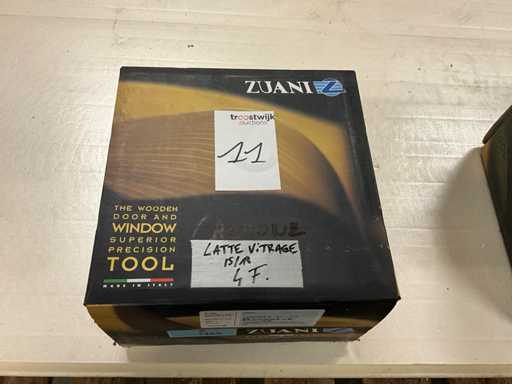 ZUANI
troostwijk
auctions
11
THE WOODEN
DOOR AND
WINDOW
SUPERIOR
PRECISION
TOOL
MADE IN ITALY
LATTE VITRAGE
15/18
4 F.
ZUANI